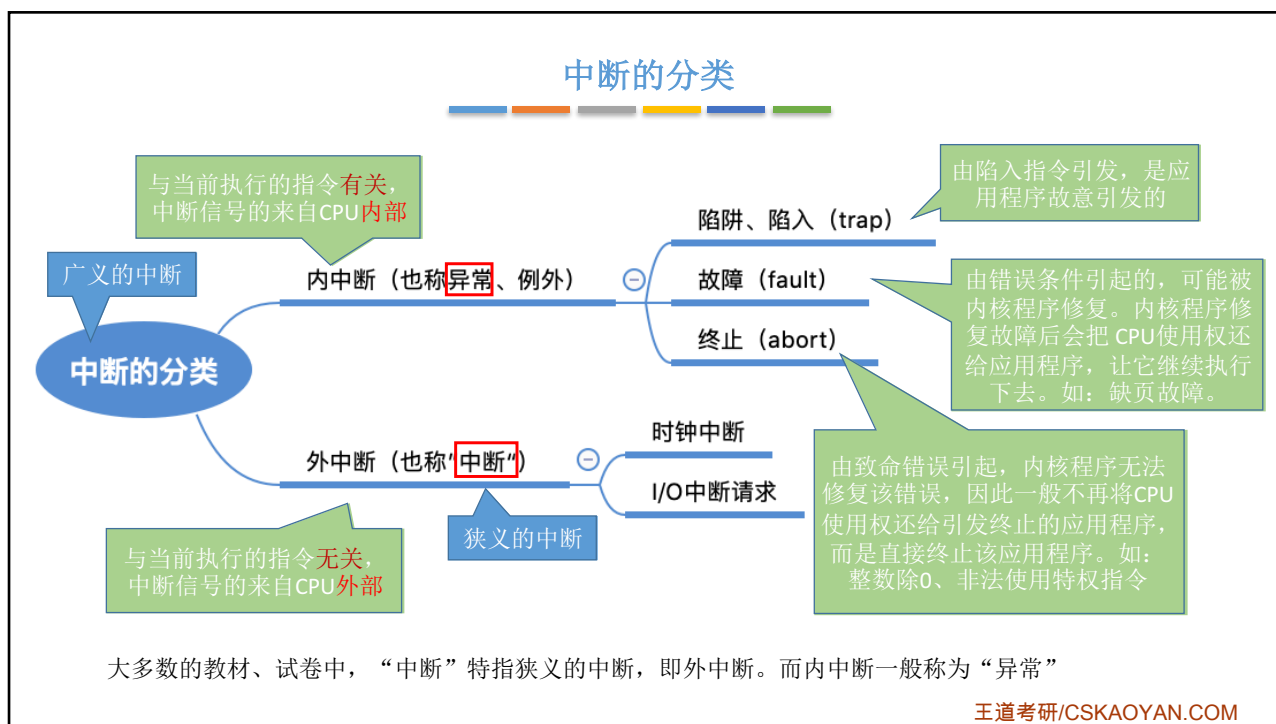 中断的分类
与当前执行的指令有关，
中断信号的来自CPU内部
由陷入指令引发，是应
用程序故意引发的
广义的中断
中断的分类
内中断（也称异常、例外）
陷阱、陷入（trap）
故障（fault）
终止（abort）
由错误条件引起的，可能被
内核程序修复。内核程序修
复故障后会把 CPU使用权还
给应用程序，让它继续执行
下去。如：缺页故障。
外中断（也称“中断“）
时钟中断
I/O中断请求
狭义的中断
与当前执行的指令无关，
中断信号的来自CPU外部
由致命错误引起，内核程序无法
修复该错误，因此一般不再将CPU
使用权还给引发终止的应用程序，
而是直接终止该应用程序。如：
整数除0、非法使用特权指令
大多数的教材、试卷中，“中断”特指狭义的中断，即外中断。而内中断一般称为“异常”
王道考研/CSKAOYAN.COM